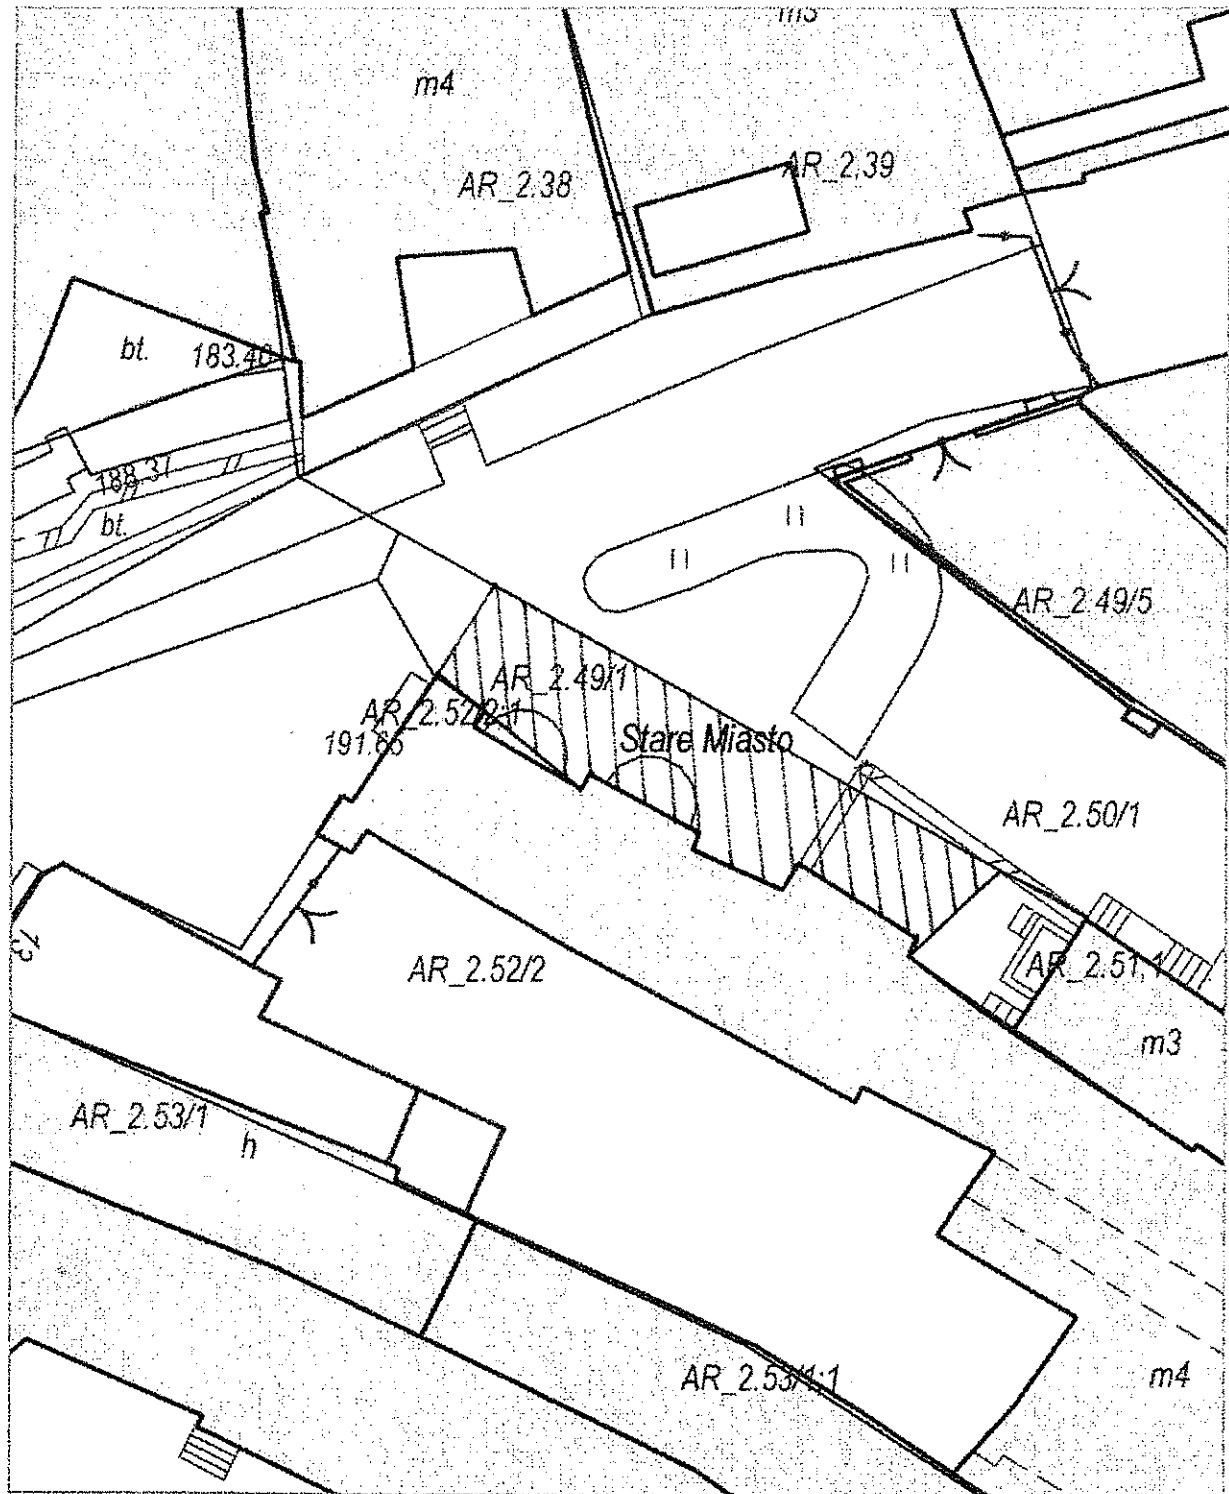 m4
AR_2.38
AR_2,39
bt.
183.40
188.37
bt.
AR_2.49/5
AR_2.49/1
AR_2.52/2;1
191.65
Stare Miasto
AR_2.50/1
AR_2.52/2
AR_2.51;1
m3
AR_2.53/1
h
AR_2.53/1;1
m4